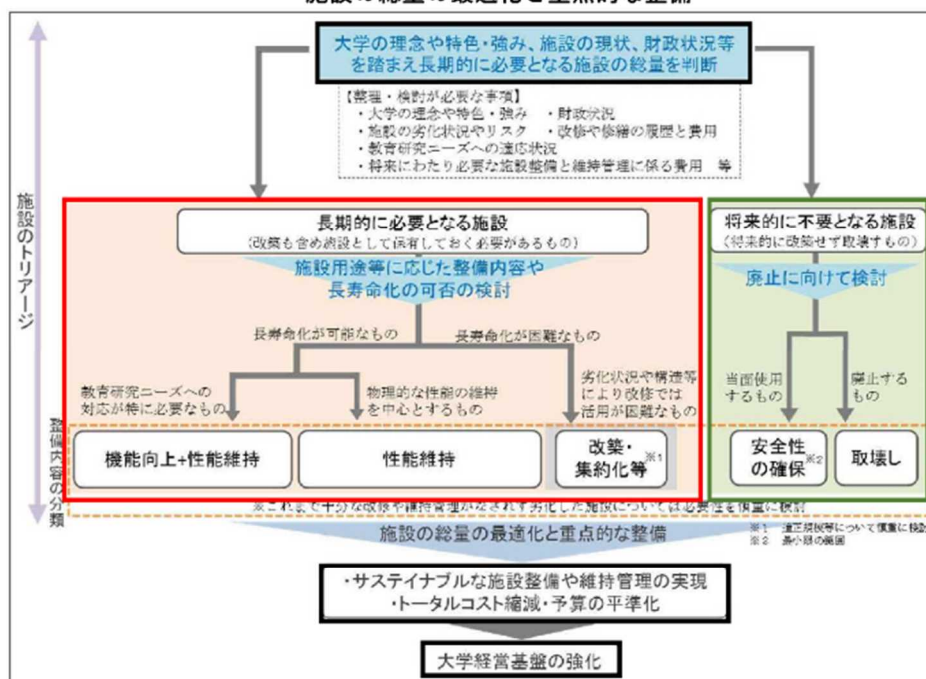 施設の総量の最適化と重点的な整備
大学の理念や特色・強み、施設の現状、財政状況等
を踏まえ長期的に必要となる施設の総量を判断
【整理・検討が必要な事項】
・大学の理念や特色・強み ・財政状況
・施設の劣化状況やリスク ・改修や修繕の履歴と費用
・教育研究ニーズへの適応状況
・将来にわたり必要な施設整備と維持管理に係る費用 等
施設のトリアージ
長期的に必要となる施設
(改築も含め施設として保有しておく必要があるもの)
施設用途等に応じた整備内容や
長寿命化の可否の検討
長寿命化が可能なもの
長寿命化が困難なもの
教育研究ニーズへの
対応が特に必要なもの
物理的な性能の維持
を中心とするもの
劣化状況や構造等
により改修では
活用が困難なもの
将来的に不要となる施設
(将来的に改築せず取壊すもの)
廃止に向けて検討
当面使用
するもの
廃止する
もの
整備内容の分類
機能向上+性能維持
性能維持
改築・
集約化等※1
安全性
の確保※2
取壊し
※これまで十分な改修や維持管理がなされず劣化した施設については必要性を慎重に検討
施設の総量の最適化と重点的な整備
※1 適正規模等について慎重に検討
※2 最小限の範囲
・サステイナブルな施設整備や維持管理の実現
・トータルコスト縮減・予算の平準化
大学経営基盤の強化